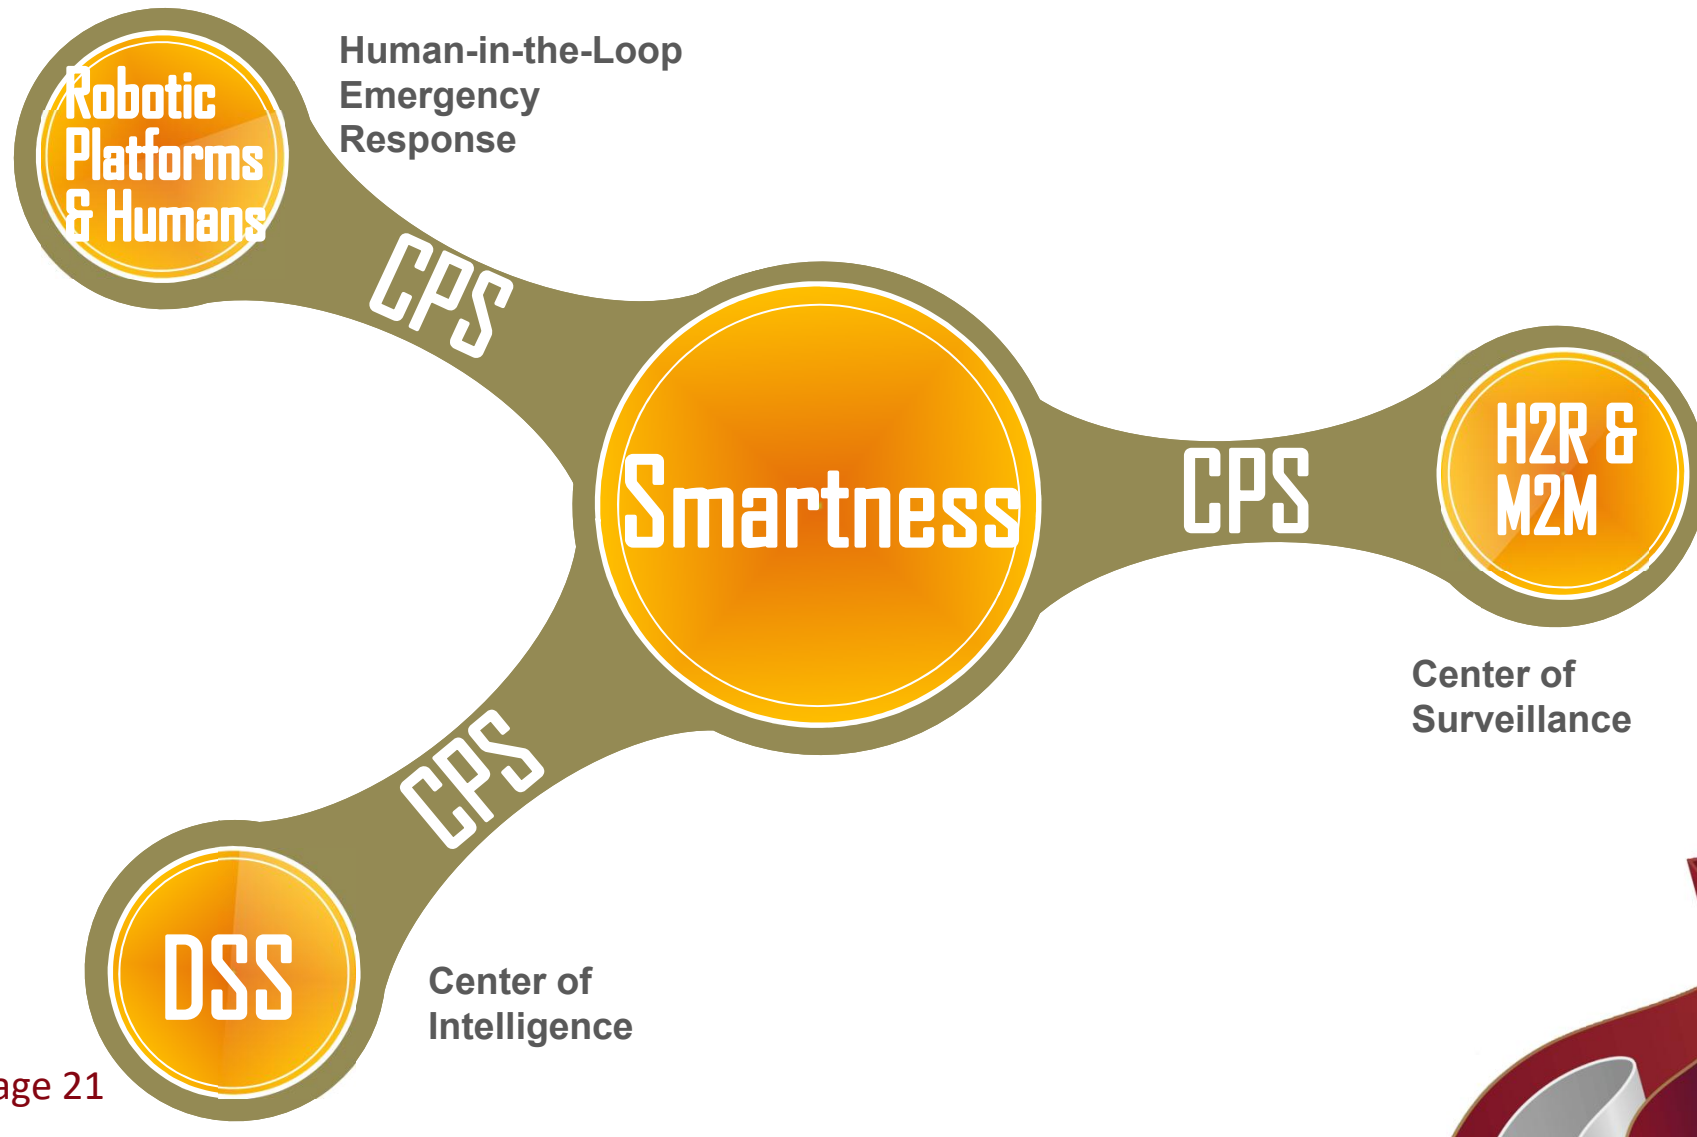 Robotic
Platforms
& Humans
Human-in-the-Loop
Emergency
Response
CPS
Smartness
CPS
H2R &
M2M
Center of
Surveillance
CPS
DSS
Center of
Intelligence
age 21